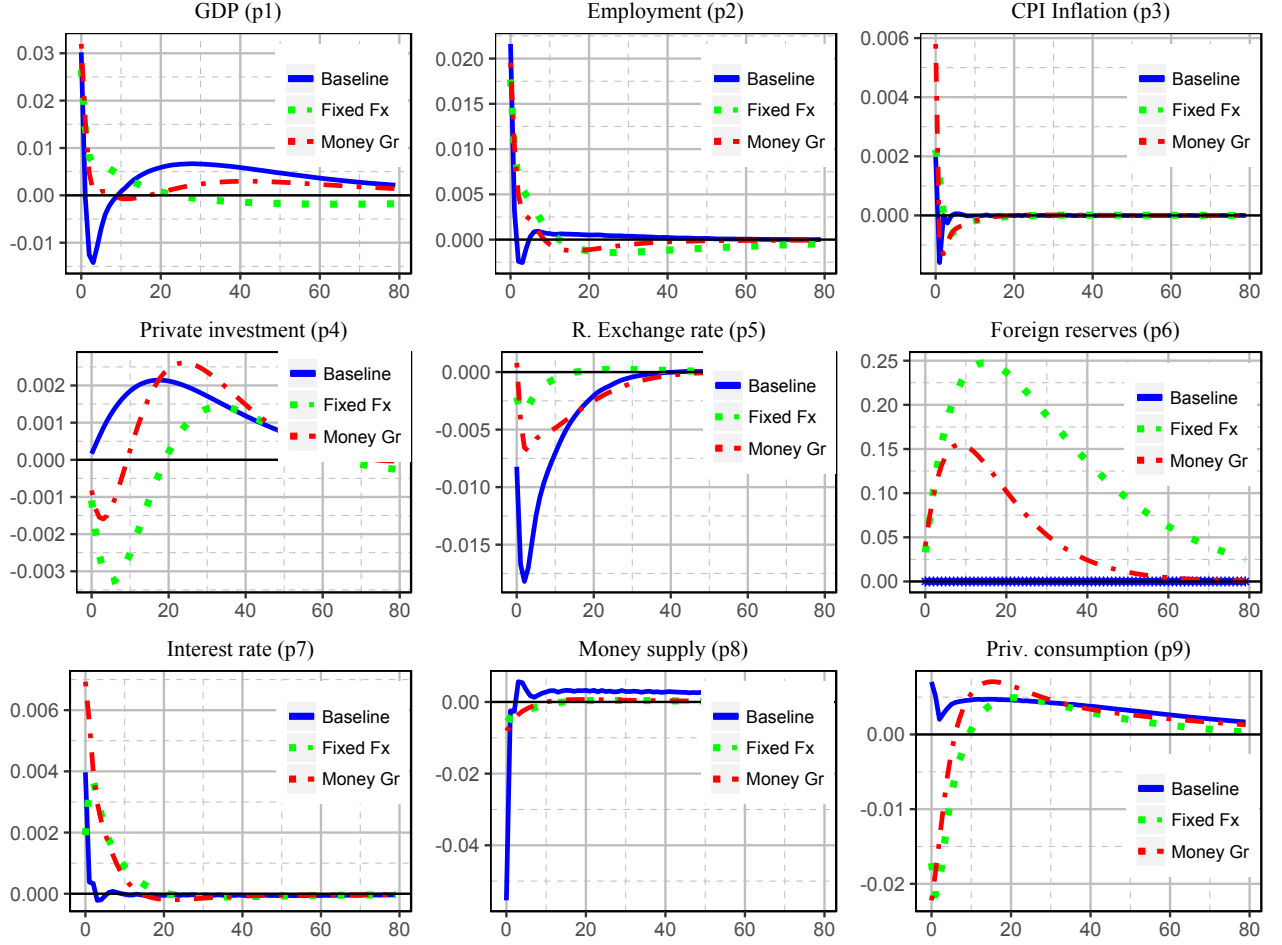 GDP (p1)
0.03
0.02
0.01
0.00
-0.01
0
20
40
60
80
Baseline
Fixed Fx
Money Gr
Employment (p2)
0.020
0.015
0.010
0.005
0.000
0
20
40
60
80
Baseline
Fixed Fx
Money Gr
CPI Inflation (p3)
0.006
0.004
0.002
0.000
0
20
40
60
80
Baseline
Fixed Fx
Money Gr
Private investment (p4)
0.002
0.001
0.000
-0.001
-0.002
-0.003
0
20
40
60
80
Baseline
Fixed Fx
Money Gr
R. Exchange rate (p5)
0.000
-0.005
-0.010
-0.015
0
20
40
60
80
Baseline
Fixed Fx
Money Gr
Foreign reserves (p6)
0.25
0.20
0.15
0.10
0.05
0.00
0
20
40
60
80
Baseline
Fixed Fx
Money Gr
Interest rate (p7)
0.006
0.004
0.002
0.000
0
20
40
60
80
Baseline
Fixed Fx
Money Gr
Money supply (p8)
0.00
-0.02
-0.04
0
20
40
60
80
Baseline
Fixed Fx
Money Gr
Priv. consumption (p9)
0.00
-0.01
-0.02
0
20
40
60
80
Baseline
Fixed Fx
Money Gr